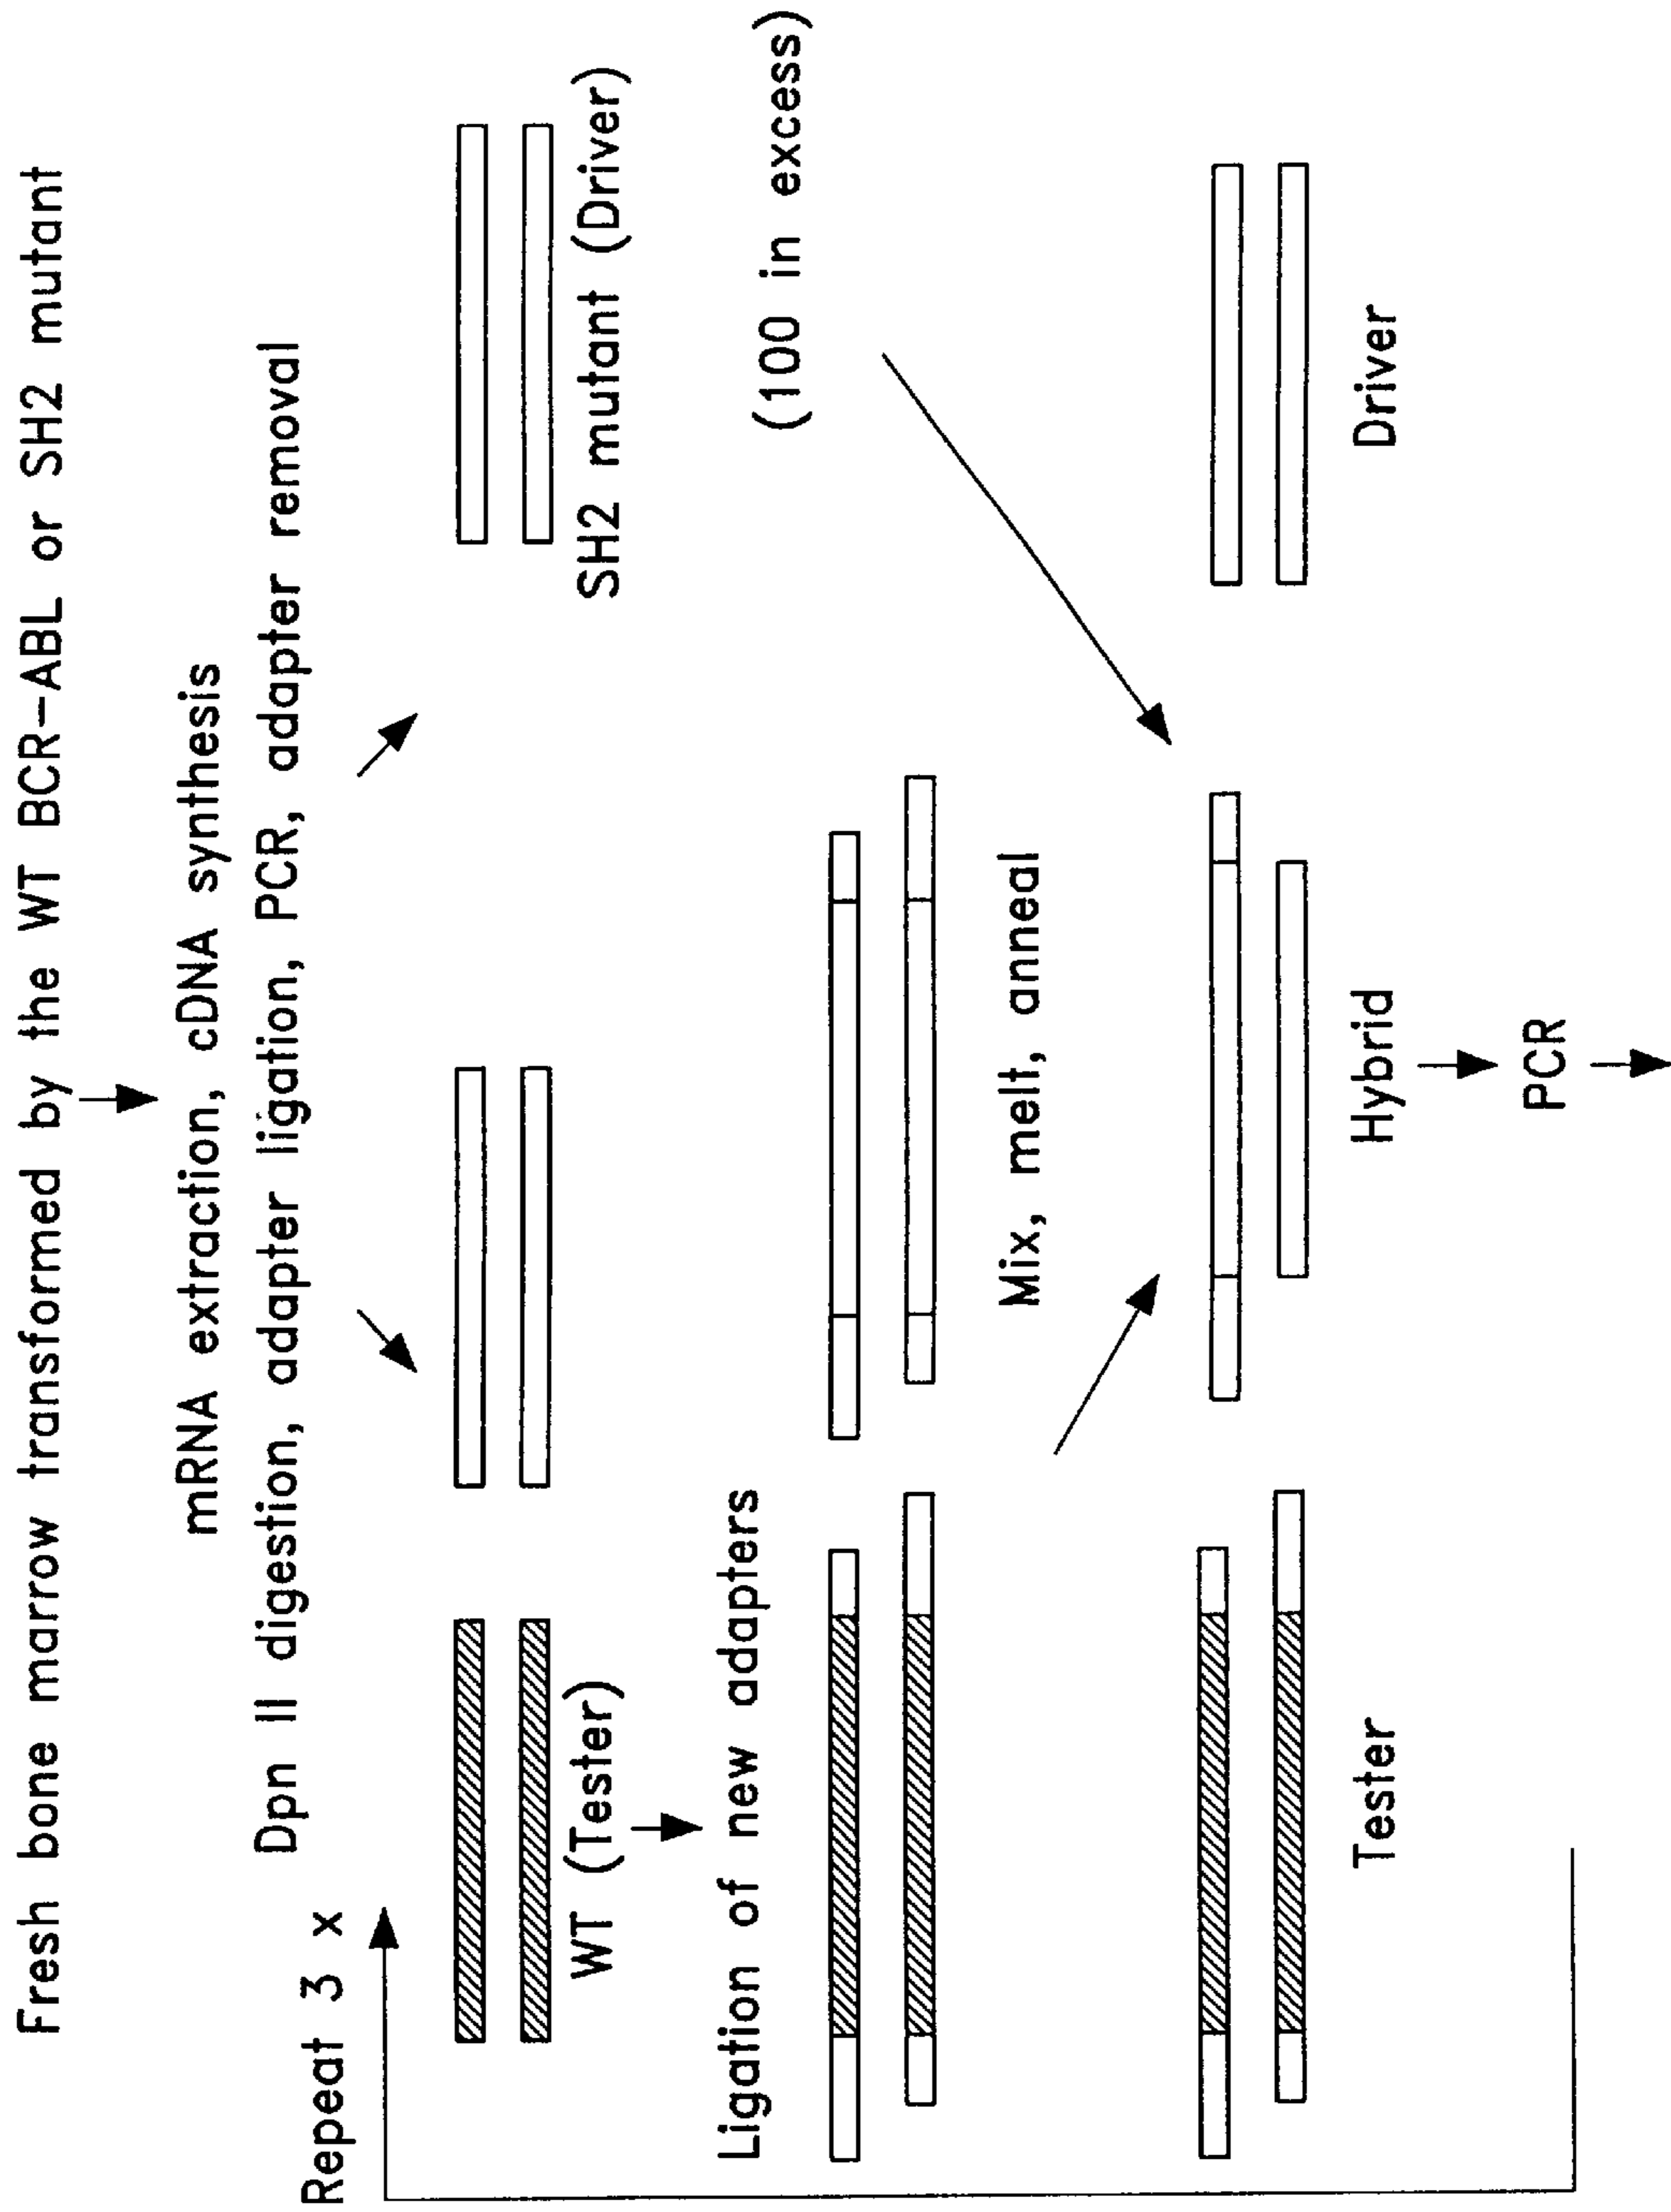 Fresh bone marrow transformed by the WT BCR-ABL or SH2 mutant
mRNA extraction, cDNA synthesis
Dpn II digestion, adapter ligation, PCR, adapter removal
Repeat 3 x
WT (Tester)
SH2 mutant (Driver)
Ligation of new adapters
(100 in excess)
Mix, melt, anneal
Tester
Hybrid
Driver
PCR